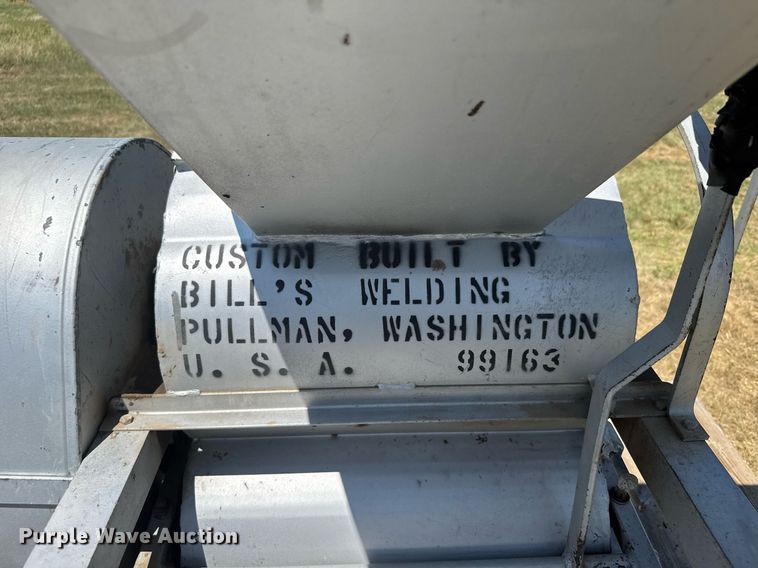 CUSTOM BUILT BY
BILL'S WELDING
PULLMAN, WASHINGTON
U. S. A. 99163
Purple Wave Auction